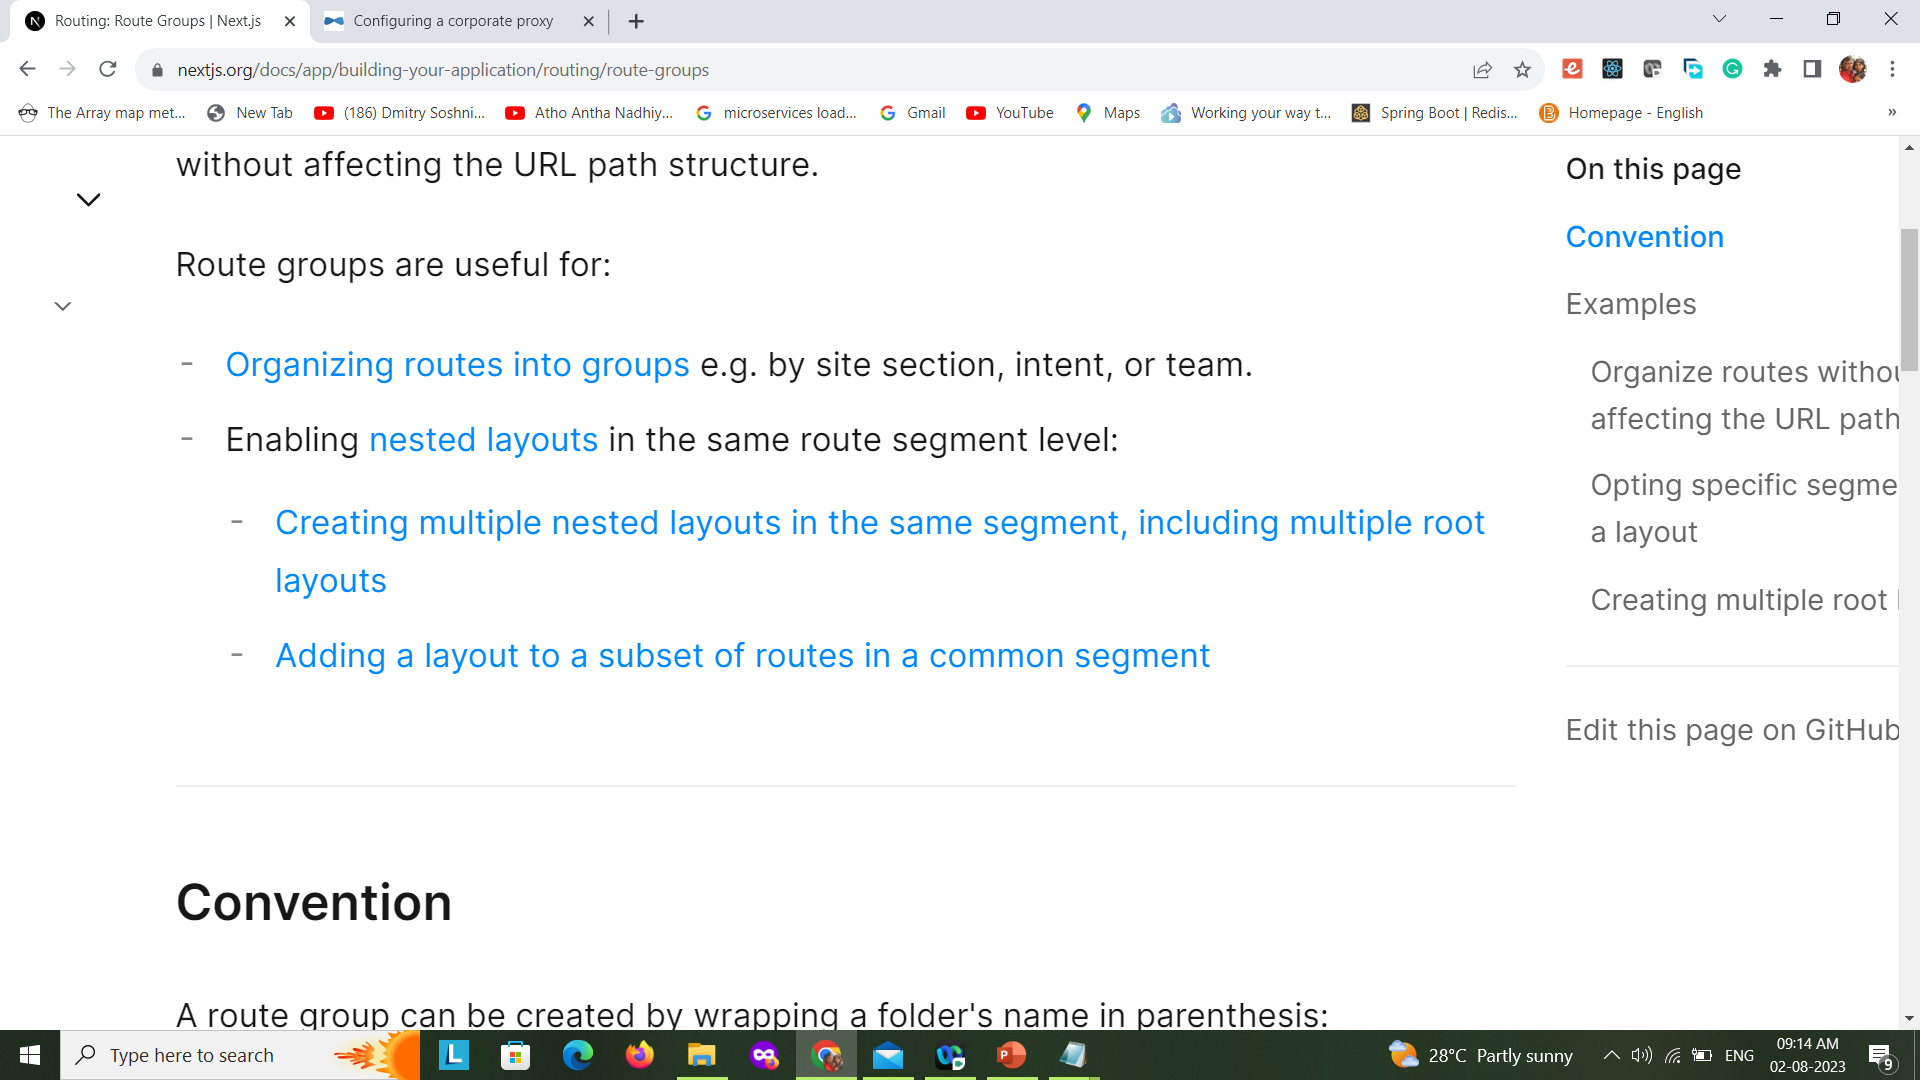 Routing: Route Groups | Next.js
Configuring a corporate proxy
nextjs.org/docs/app/building-your-application/routing/route-groups
The Array map met...
New Tab
(186) Dmitry Soshni...
Atho Antha Nadhiy...
microservices load...
Gmail
YouTube
Maps
Working your way t...
Spring Boot | Redis...
Homepage - English
»
without affecting the URL path structure.
Route groups are useful for:
- Organizing routes into groups e.g. by site section, intent, or team.
- Enabling nested layouts in the same route segment level:
- Creating multiple nested layouts in the same segment, including multiple root
layouts
- Adding a layout to a subset of routes in a common segment
Convention
A route group can be created by wrapping a folder's name in parenthesis:
On this page
Convention
Examples
Organize routes withou
affecting the URL path
Opting specific segme
a layout
Creating multiple root
Edit this page on GitHub
Type here to search
28°C Partly sunny
ENG
09:14 AM
02-08-2023
9